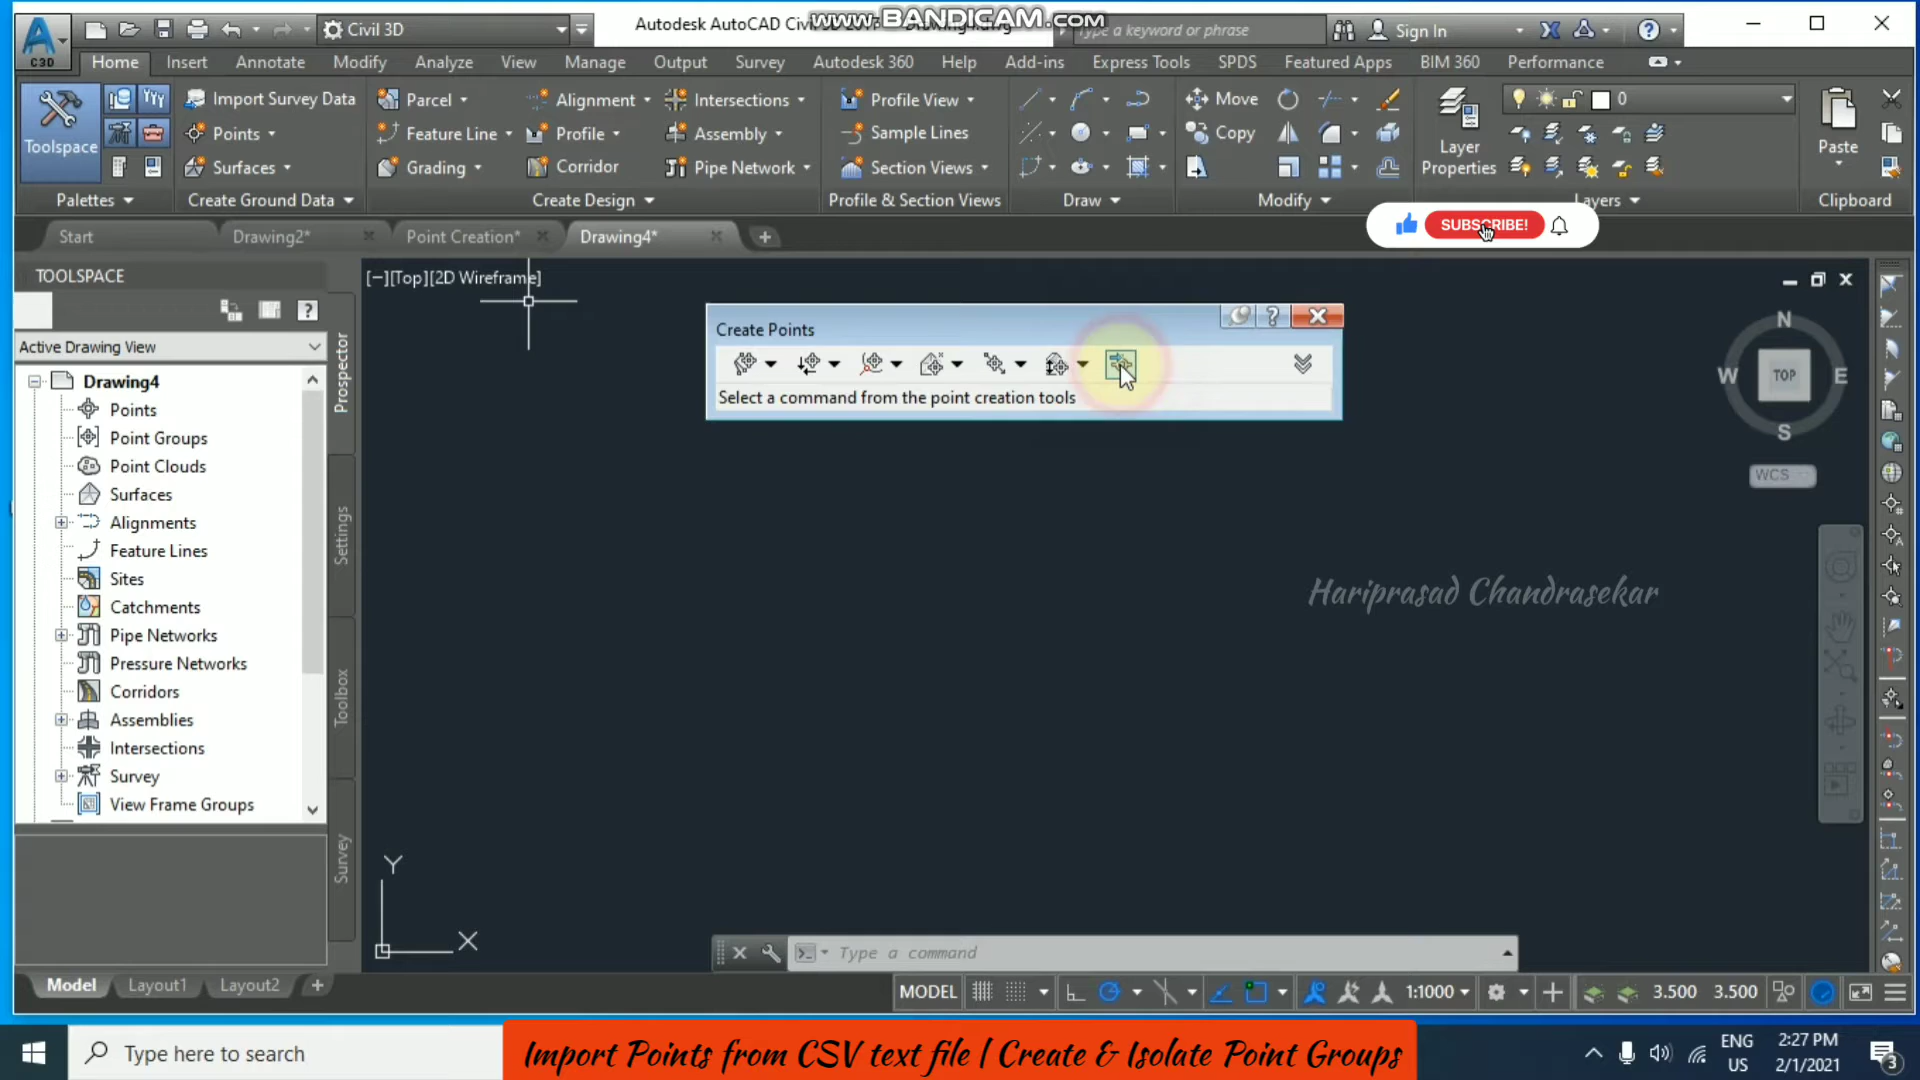 C3D
Civil 3D
Autodesk AutoCAD Civil
www.BANDICAM.com
Type a keyword or phrase
Sign In
Home Insert Annotate Modify Analyze View Manage Output Survey Autodesk 360 Help Add-ins Express Tools SPDS Featured Apps BIM 360 Performance
Toolspace
Import Survey Data
Points
Surfaces
Parcel
Feature Line
Grading
Alignment
Profile
Corridor
Intersections
Assembly
Pipe Network
Profile View
Sample Lines
Section Views
Move
Copy
Layer
Properties
0
Paste
Palettes
Create Ground Data
Create Design
Profile & Section Views
Draw
Modify
Layers
Clipboard
SUBSCRIBE!
Start
Drawing2*
Point Creation*
Drawing4*
TOOLSPACE
Active Drawing View
Drawing4
Points
Point Groups
Point Clouds
Surfaces
Alignments
Feature Lines
Sites
Catchments
Pipe Networks
Pressure Networks
Corridors
Assemblies
Intersections
Survey
View Frame Groups
Prospector
Settings
Toolbox
Survey
[−][Top][2D Wireframe]
Create Points
Select a command from the point creation tools
N
W
TOP
E
S
WCS
Hariprasad Chandrasekar
Y
X
Type a command
Model Layout1 Layout2
MODEL
1:1000
3.500
3.500
Type here to search
Import Points from CSV text file | Create & Isolate Point Groups
ENG
US
2:27 PM
2/1/2021
3